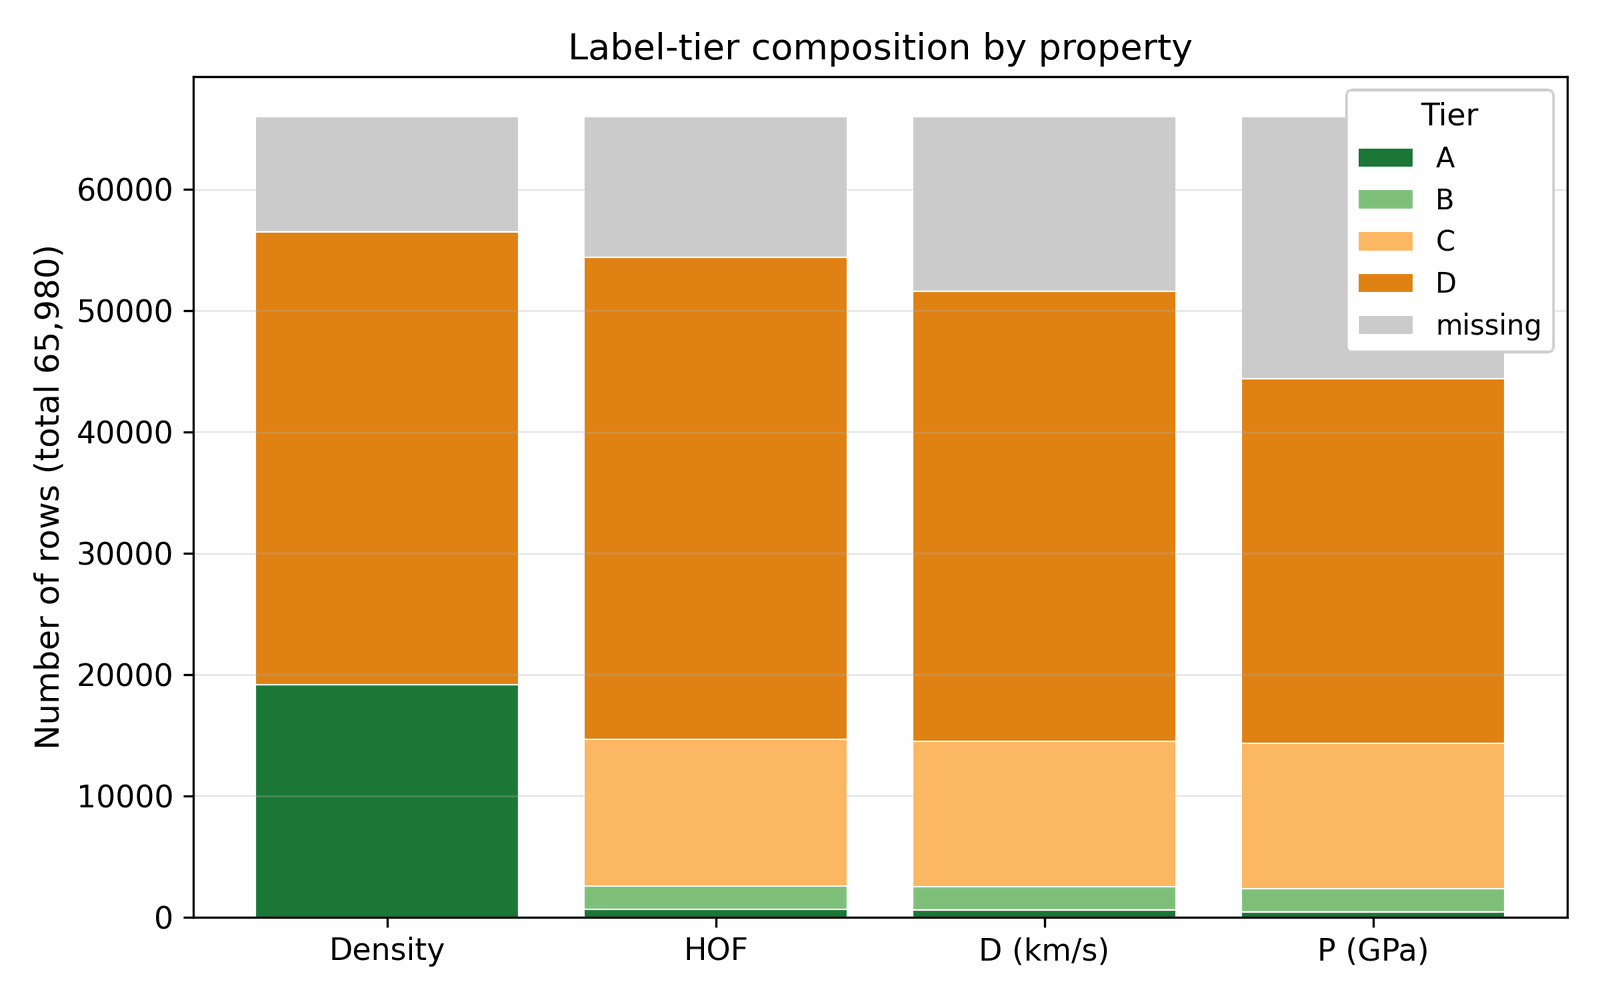 Label-tier composition by property
Number of rows (total 65,980)
60000
50000
40000
30000
20000
10000
0
Density
HOF
D (km/s)
P (GPa)
Tier
A
B
C
D
missing